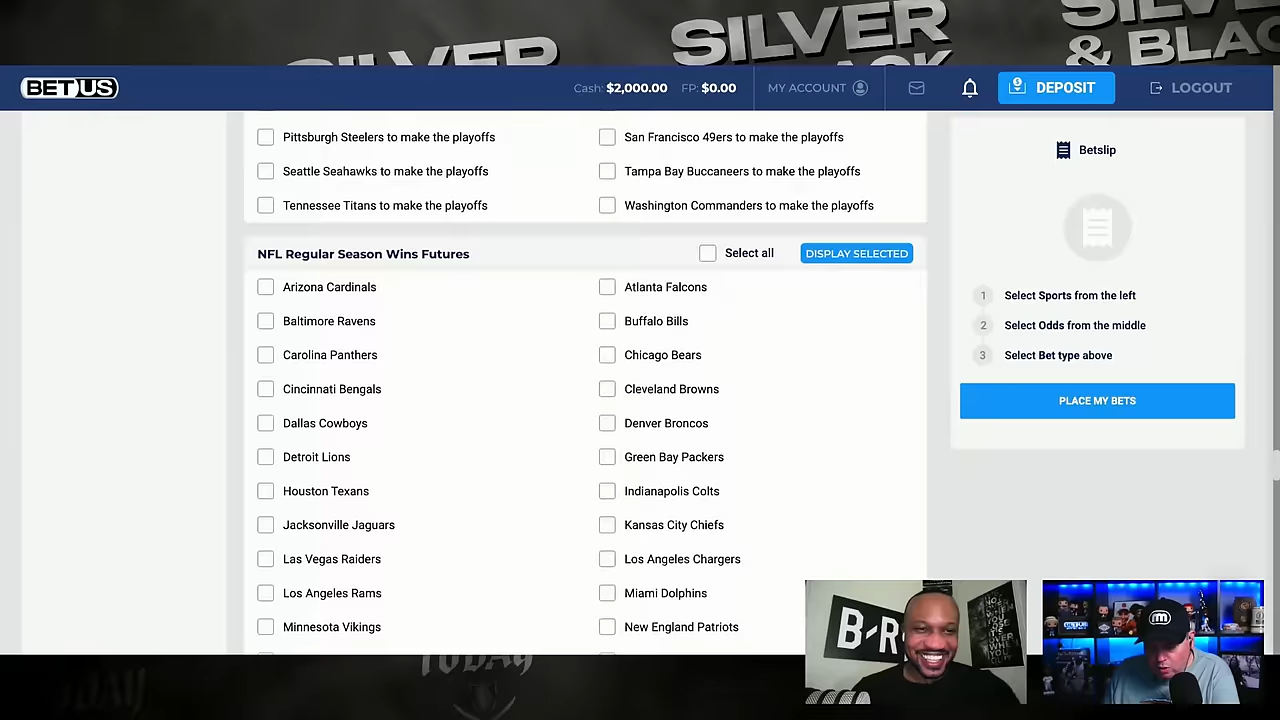 SILVER
SILVER
& BLAC
BETUS
Cash: $2,000.00
FP: $0.00
MY ACCOUNT
DEPOSIT
LOGOUT
Pittsburgh Steelers to make the playoffs
San Francisco 49ers to make the playoffs
Seattle Seahawks to make the playoffs
Tampa Bay Buccaneers to make the playoffs
Tennessee Titans to make the playoffs
Washington Commanders to make the playoffs
NFL Regular Season Wins Futures
Select all
DISPLAY SELECTED
Arizona Cardinals
Atlanta Falcons
Baltimore Ravens
Buffalo Bills
Carolina Panthers
Chicago Bears
Cincinnati Bengals
Cleveland Browns
Dallas Cowboys
Denver Broncos
Detroit Lions
Green Bay Packers
Houston Texans
Indianapolis Colts
Jacksonville Jaguars
Kansas City Chiefs
Las Vegas Raiders
Los Angeles Chargers
Los Angeles Rams
Miami Dolphins
Minnesota Vikings
New England Patriots
Betslip
1 Select Sports from the left
2 Select Odds from the middle
3 Select Bet type above
PLACE MY BETS
B-R
TODAY